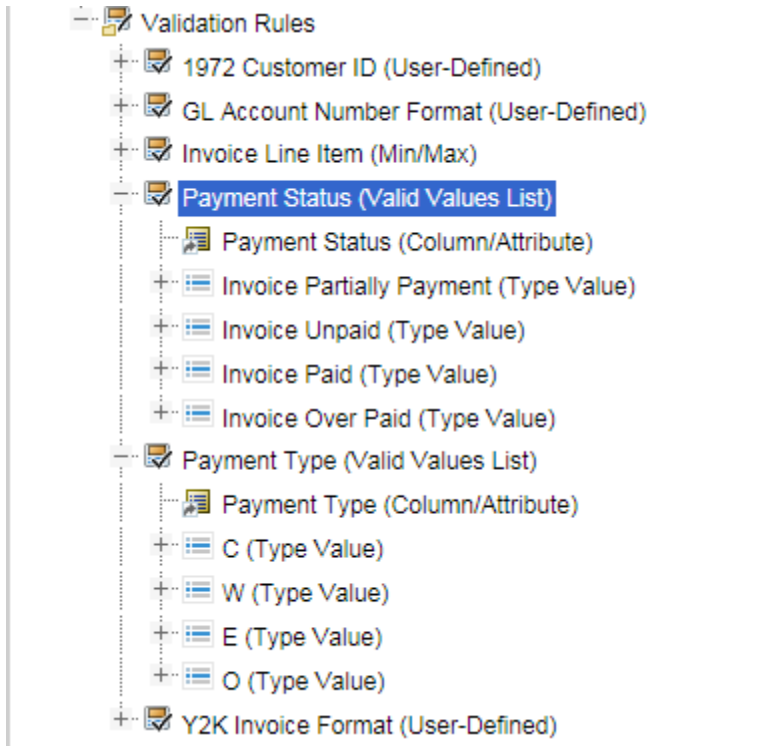 Validation Rules
1972 Customer ID (User-Defined)
GL Account Number Format (User-Defined)
Invoice Line Item (Min/Max)
Payment Status (Valid Values List)
Payment Status (Column/Attribute)
Invoice Partially Payment (Type Value)
Invoice Unpaid (Type Value)
Invoice Paid (Type Value)
Invoice Over Paid (Type Value)
Payment Type (Valid Values List)
Payment Type (Column/Attribute)
C (Type Value)
W (Type Value)
E (Type Value)
O (Type Value)
Y2K Invoice Format (User-Defined)